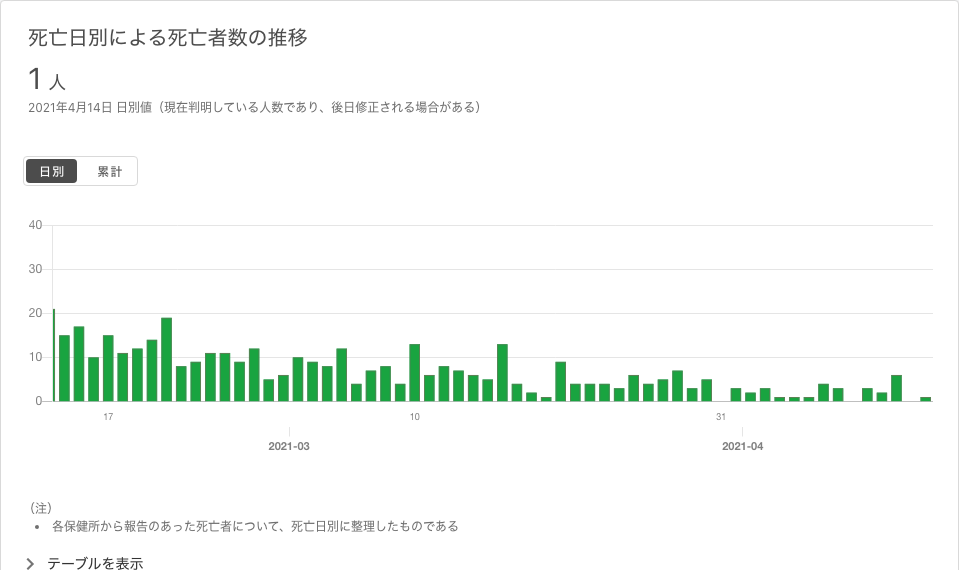 死亡日別による死亡者数の推移
1 人
2021年4月14日 日別値（現在判明している人数であり、後日修正される場合がある）
日別 累計
40
30
20
10
0
17 10 31
2021-03 2021-04
（注）
• 各保健所から報告のあった死亡者について、死亡日別に整理したものである
テーブルを表示